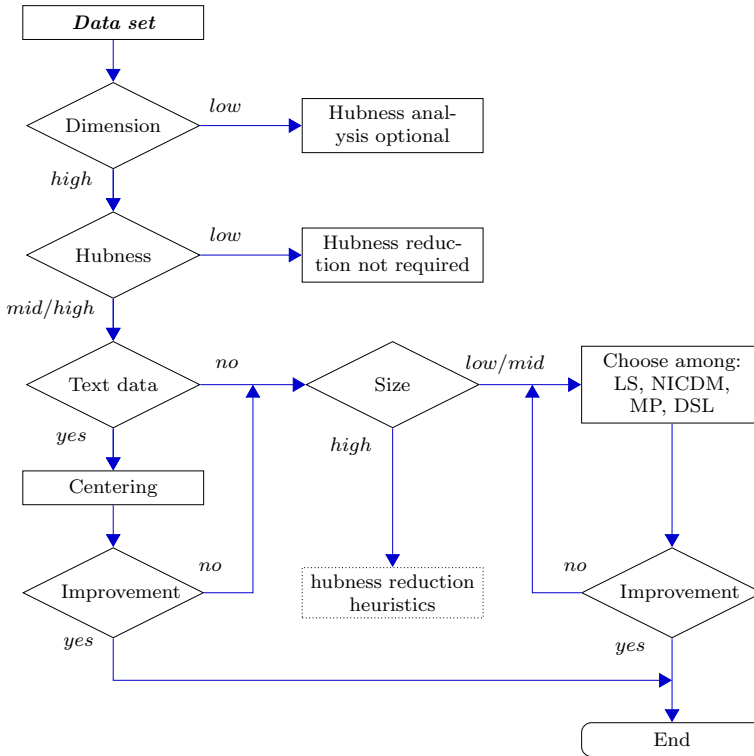 Data set
low
Dimension
Hubness anal-
ysis optional
high
low
Hubness
Hubness reduc-
tion not required
mid/high
no
low/mid
Text data
Size
Choose among:
LS, NICDM,
MP, DSL
yes
high
Centering
no
no
Improvement
hubness reduction
heuristics
Improvement
yes
yes
End